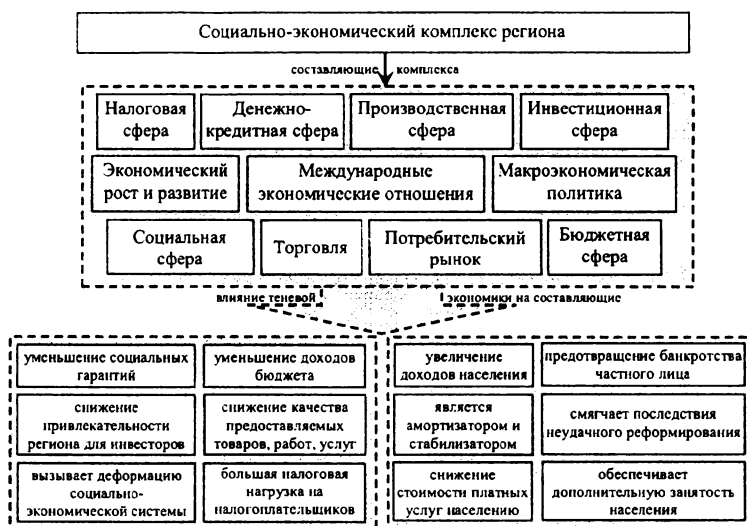 Социально-экономический комплекс региона
составляющие комплекса
Налоговая
сфера
Денежно-
кредитная сфера
Производственная
сфера
Инвестиционная
сфера
Экономический
рост и развитие
Международные
экономические отношения
Макроэкономическая
политика
Социальная
сфера
Торговля
Потребительский
рынок
Бюджетная
сфера
влияние теневой экономики на составляющие
уменьшение социальных
гарантий
уменьшение доходов
бюджета
увеличение
доходов населения
предотвращение банкротства
частного лица
снижение
привлекательности
региона для инвесторов
снижение качества
предоставляемых
товаров, работ, услуг
является
амортизатором и
стабилизатором
смягчает последствия
неудачного реформирования
вызывает деформацию
социально-
экономической системы
большая налоговая
нагрузка на
налогоплательщиков
снижение
стоимости платных
услуг населению
обеспечивает
дополнительную занятость
населения